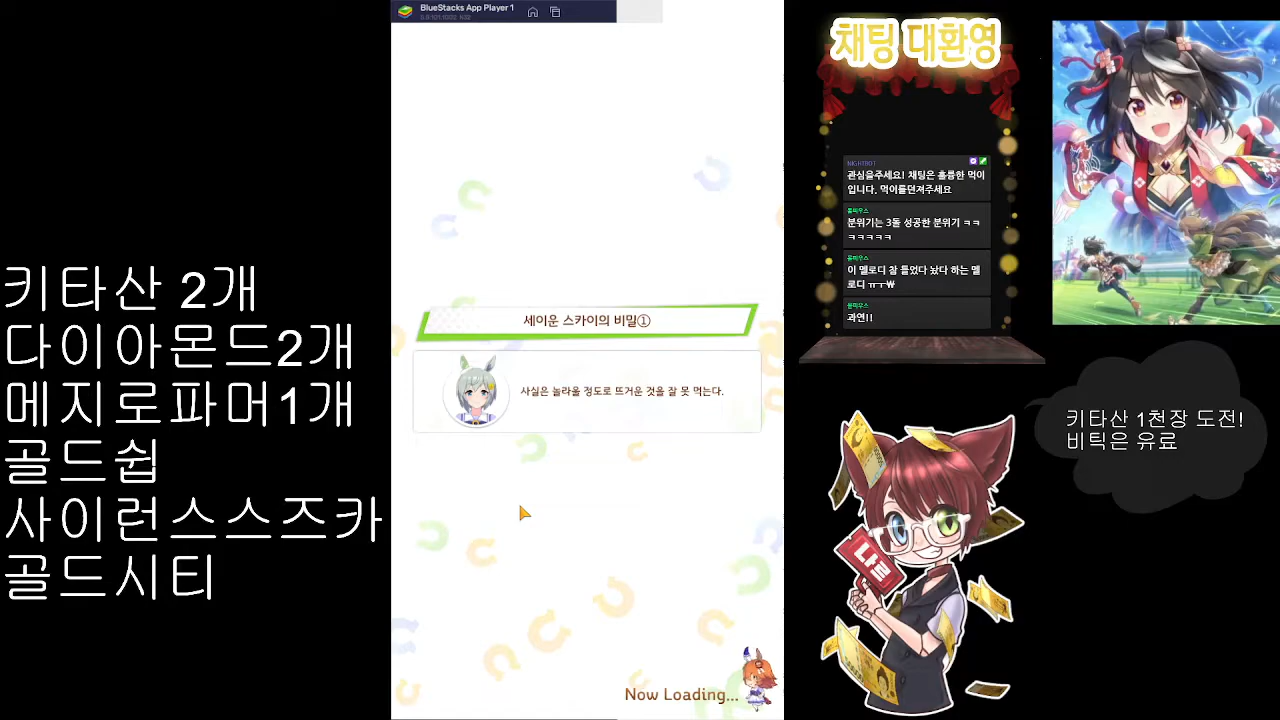 키타산 2개
다이아몬드2개
메지로파머1개
골드쉽
사이런스스즈카
골드시티
BlueStacks App Player 1
세이운 스카이의 비밀①
사실은 놀라울 정도로 뜨거운 것을 잘 못 먹는다.
Now Loading...
채팅 대환영
NIGHTBOT
관심을주세요! 채팅은 훌륭한 먹이
입니다. 먹이를던져주세요
분위기는 3돌 성공한 분위기 ㅋㅋ
ㅋㅋㅋㅋㅋ
이 멜로디 잘 틀었다 놨다 하는 멜
로디 ㅠㅜ₩
과연!!
키타산 1천장 도전!
비틱은 유료
나를